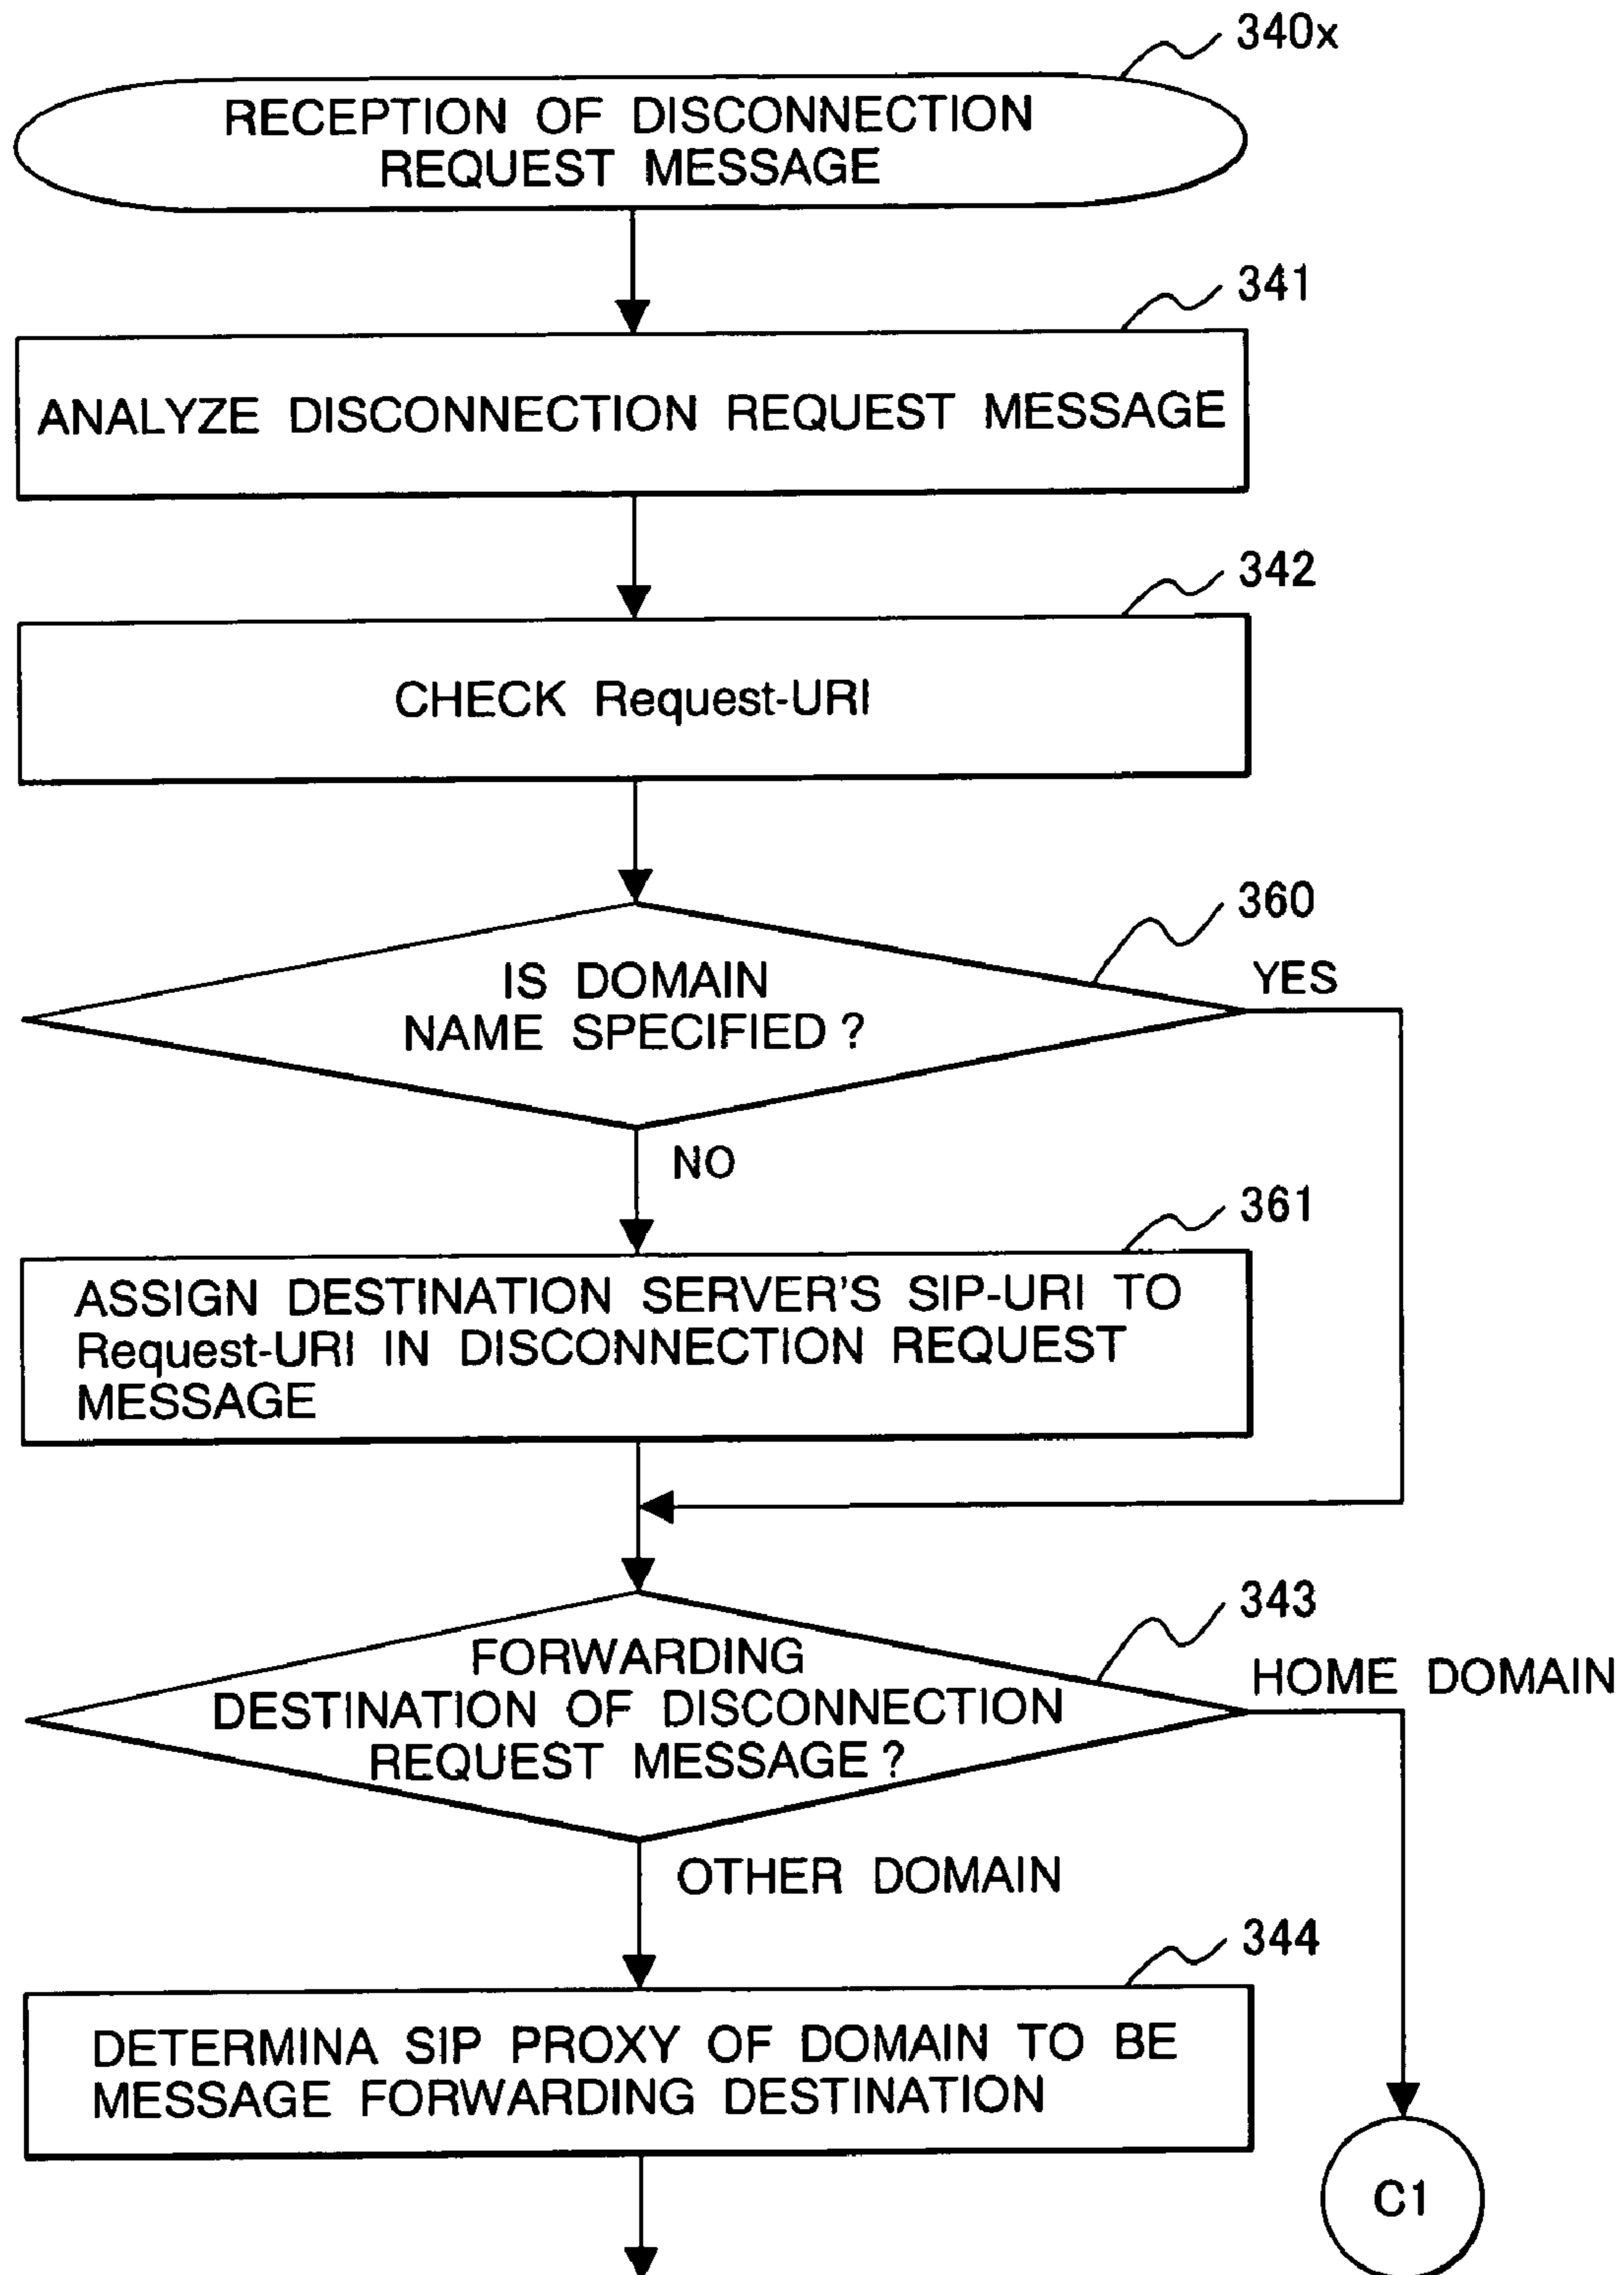 340x
RECEPTION OF DISCONNECTION
REQUEST MESSAGE
341
ANALYZE DISCONNECTION REQUEST MESSAGE
342
CHECK Request-URI
360
IS DOMAIN
NAME SPECIFIED ?
YES
NO
361
ASSIGN DESTINATION SERVER'S SIP-URI TO
Request-URI IN DISCONNECTION REQUEST
MESSAGE
343
FORWARDING
DESTINATION OF DISCONNECTION
REQUEST MESSAGE ?
HOME DOMAIN
OTHER DOMAIN
344
DETERMINA SIP PROXY OF DOMAIN TO BE
MESSAGE FORWARDING DESTINATION
C1